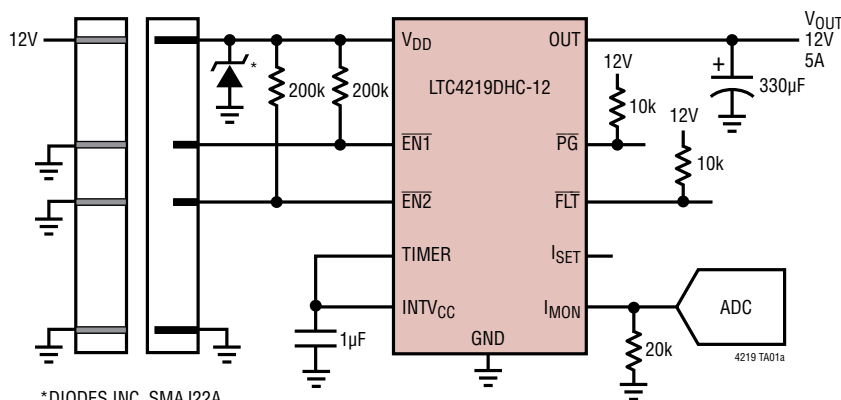 12V
*
200k
200k
VDD
EN1
EN2
TIMER
INTVCC
1µF
LTC4219DHC-12
GND
OUT
PG
FLT
ISET
IMON
12V
10k
12V
10k
+
330µF
VOUT
12V
5A
ADC
20k
4219 TA01a
*DIODES INC. SMAJ22A